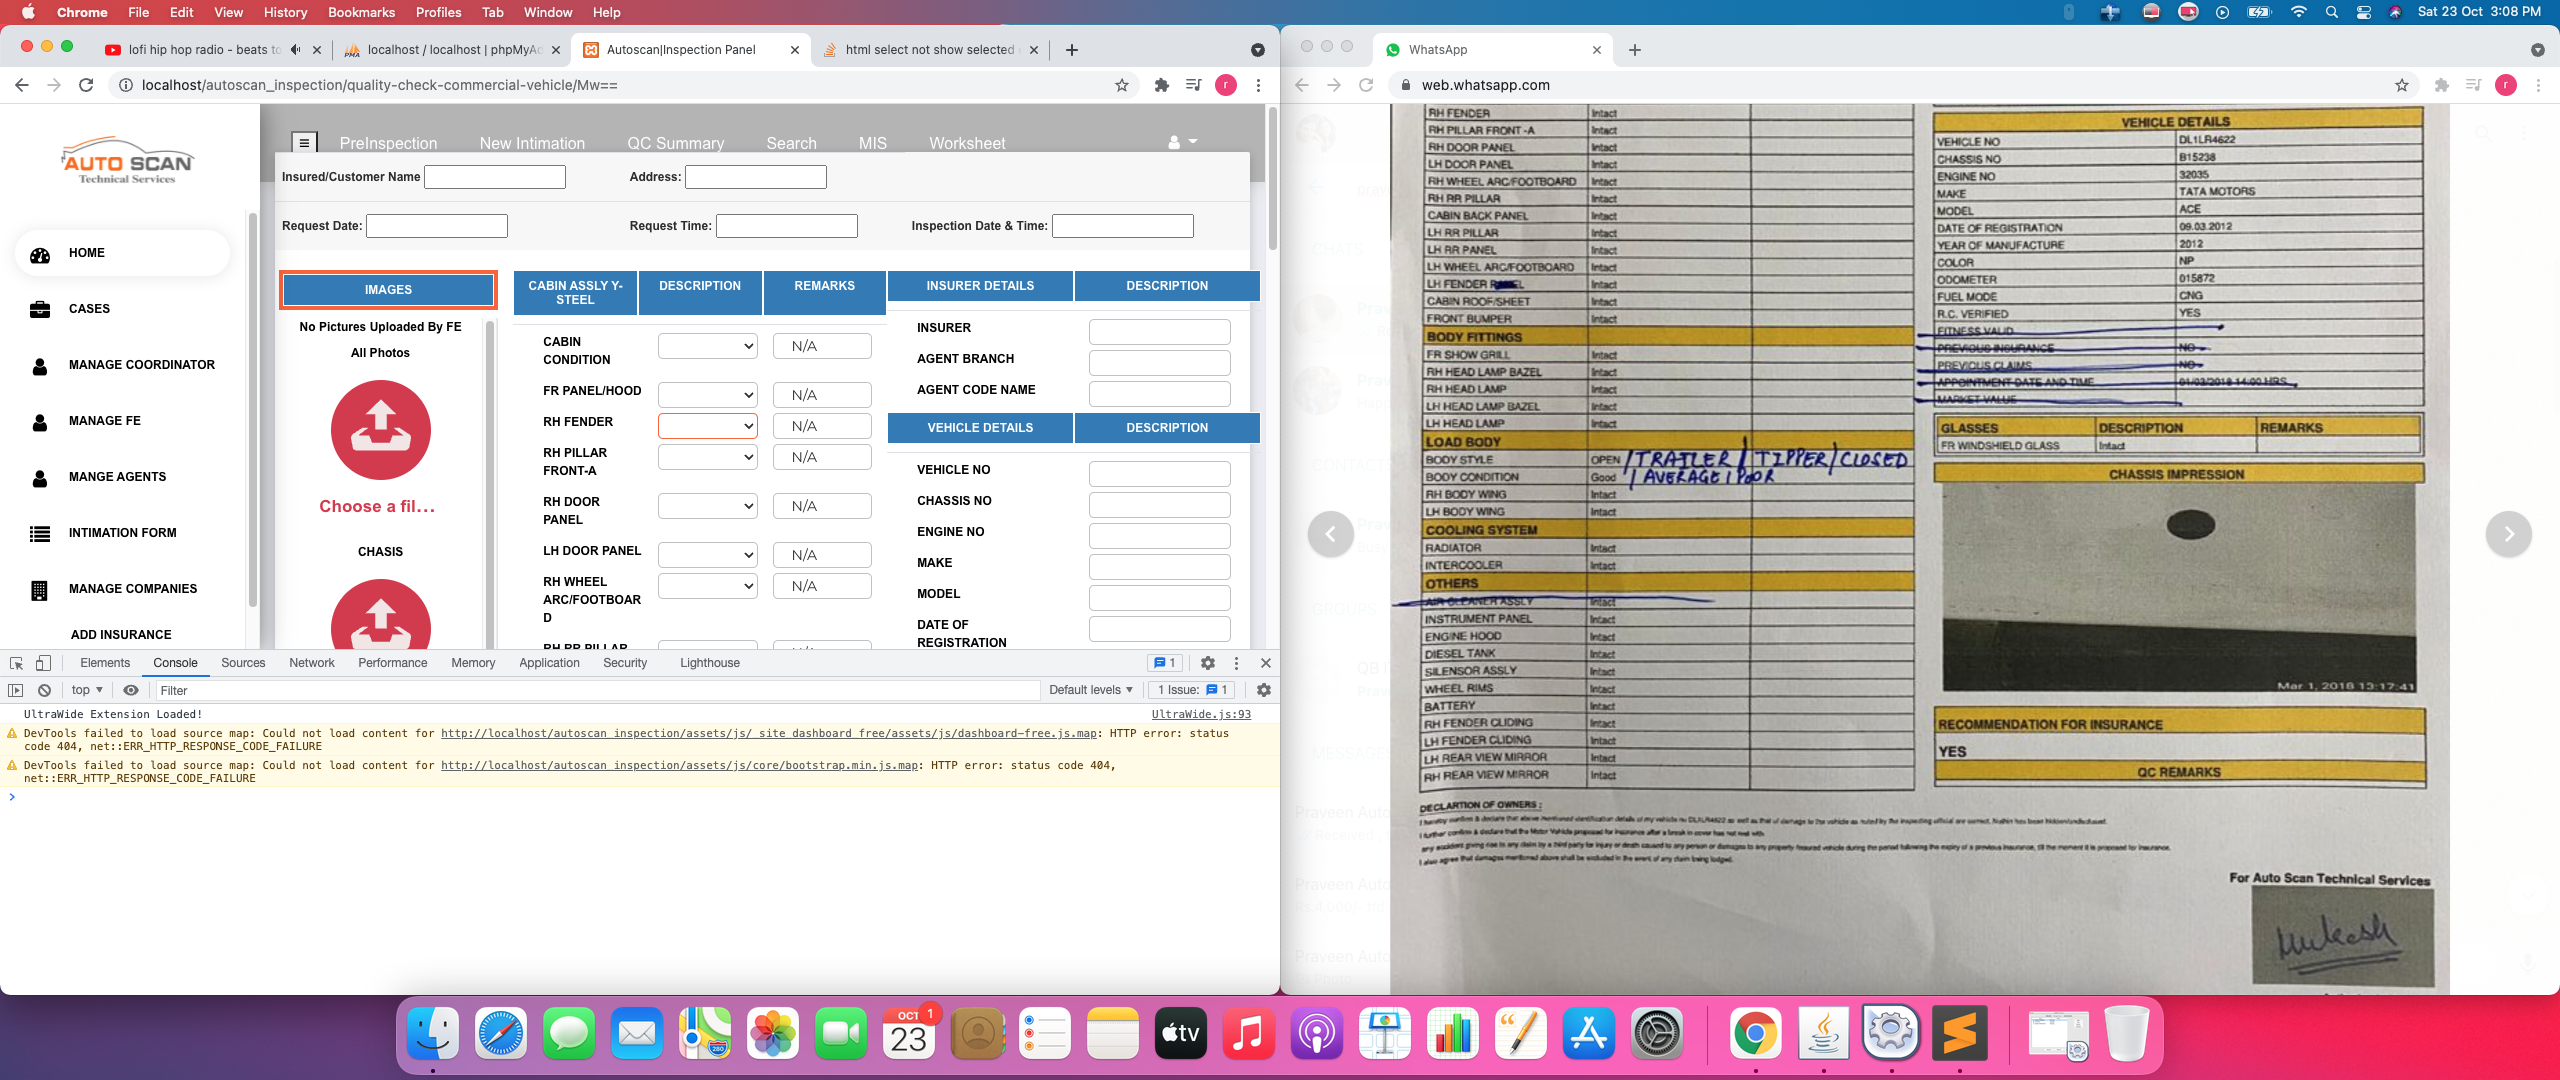 Chrome File Edit View History Bookmarks Profiles Tab Window Help
Sat 23 Oct 3:08 PM
lofi hip hop radio - beats to
localhost / localhost | phpMyAd
Autoscan|Inspection Panel
html select not show selected
localhost/autoscan_inspection/quality-check-commercial-vehicle/Mw==
r
AUTO SCAN
Technical Services
HOME
CASES
MANAGE COORDINATOR
MANAGE FE
MANGE AGENTS
INTIMATION FORM
MANAGE COMPANIES
ADD INSURANCE
PreInspection New Intimation QC Summary Search MIS Worksheet
Insured/Customer Name Address:
Request Date: Request Time: Inspection Date & Time:
IMAGES
No Pictures Uploaded By FE
All Photos
Choose a fil...
CHASIS
CABIN ASSLY Y-STEEL DESCRIPTION REMARKS
CABIN CONDITION N/A
FR PANEL/HOOD N/A
RH FENDER N/A
RH PILLAR FRONT-A N/A
RH DOOR PANEL N/A
LH DOOR PANEL N/A
RH WHEEL ARC/FOOTBOARD N/A
RH RR PILLAR
INSURER DETAILS DESCRIPTION
INSURER
AGENT BRANCH
AGENT CODE NAME
VEHICLE DETAILS DESCRIPTION
VEHICLE NO
CHASSIS NO
ENGINE NO
MAKE
MODEL
DATE OF REGISTRATION
Elements Console Sources Network Performance Memory Application Security Lighthouse
1
top Filter Default levels 1 Issue: 1
UltraWide Extension Loaded! UltraWide.js:93
DevTools failed to load source map: Could not load content for http://localhost/autoscan_inspection/assets/js/_site_dashboard_free/assets/js/dashboard-free.js.map: HTTP error: status
code 404, net::ERR_HTTP_RESPONSE_CODE_FAILURE
DevTools failed to load source map: Could not load content for http://localhost/autoscan_inspection/assets/js/core/bootstrap.min.js.map: HTTP error: status code 404,
net::ERR_HTTP_RESPONSE_CODE_FAILURE
WhatsApp
web.whatsapp.com
r
RH FENDER Intact
RH PILLAR FRONT -A Intact
RH DOOR PANEL Intact
LH DOOR PANEL Intact
RH WHEEL ARC/FOOTBOARD Intact
RH RR PILLAR Intact
CABIN BACK PANEL Intact
LH RR PILLAR Intact
LH RR PANEL Intact
LH WHEEL ARC/FOOTBOARD Intact
LH FENDER Intact
CABIN ROOF/SHEET Intact
FRONT BUMPER Intact
BODY FITTINGS
FR SHOW GRILL Intact
RH HEAD LAMP BAZEL Intact
RH HEAD LAMP Intact
LH HEAD LAMP BAZEL Intact
LH HEAD LAMP Intact
LOAD BODY
BODY STYLE OPEN / TRAILER / TIPPER / CLOSED
BODY CONDITION Good / AVERAGE / POOR
RH BODY WING Intact
LH BODY WING Intact
COOLING SYSTEM
RADIATOR Intact
INTERCOOLER Intact
OTHERS
AIR CLEANER ASSLY Intact
INSTRUMENT PANEL Intact
ENGINE HOOD Intact
DIESEL TANK Intact
SILENSOR ASSLY Intact
WHEEL RIMS Intact
BATTERY Intact
RH FENDER CLIDING Intact
LH FENDER CLIDING Intact
LH REAR VIEW MIRROR Intact
RH REAR VIEW MIRROR Intact
DECLARTION OF OWNERS :
VEHICLE DETAILS
VEHICLE NO DL1LR4622
CHASSIS NO B15238
ENGINE NO 32035
MAKE TATA MOTORS
MODEL ACE
DATE OF REGISTRATION 09.03.2012
YEAR OF MANUFACTURE 2012
COLOR NP
ODOMETER 015872
FUEL MODE CNG
R.C. VERIFIED YES
FITNESS VALID
PREVIOUS INSURANCE NO
PREVIOUS CLAIMS NO
APPOINTMENT DATE AND TIME 01/03/2018 14:00 HRS
MARKET VALUE
GLASSES DESCRIPTION REMARKS
FR WINDSHIELD GLASS Intact
CHASSIS IMPRESSION
Mar 1, 2018 13:17:41
RECOMMENDATION FOR INSURANCE
YES
QC REMARKS
For Auto Scan Technical Services
Mukesh
OCT 1
23
tv